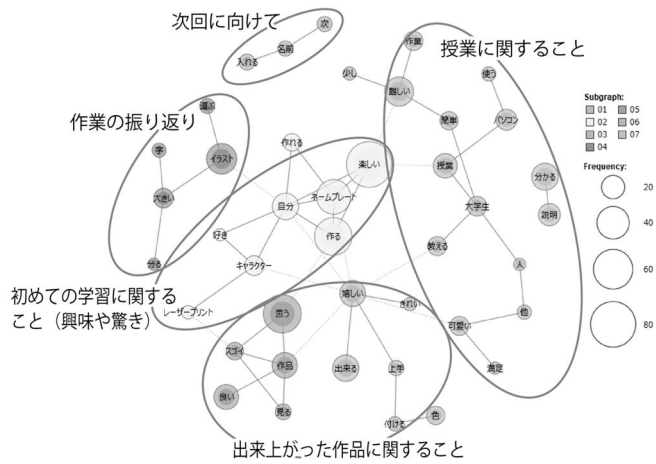 次回に向けて
次
名前
入れる
授業に関すること
作業
少し
難しい
使う
パソコン
簡単
授業
分かる
説明
大学生
教える
人
他
可愛い
満足
作業の振り返り
選ぶ
字
イラスト
大きい
分る
作れる
楽しい
ネームプレート
自分
作る
好き
キャラクター
レーザープリント
初めての学習に関する
こと（興味や驚き）
嬉しい
きれい
思う
スゴイ
作品
出来る
上手
良い
見る
付ける
色
出来上がった作品に関すること
Subgraph:
01 05
02 06
03 07
04
Frequency:
20
40
60
80